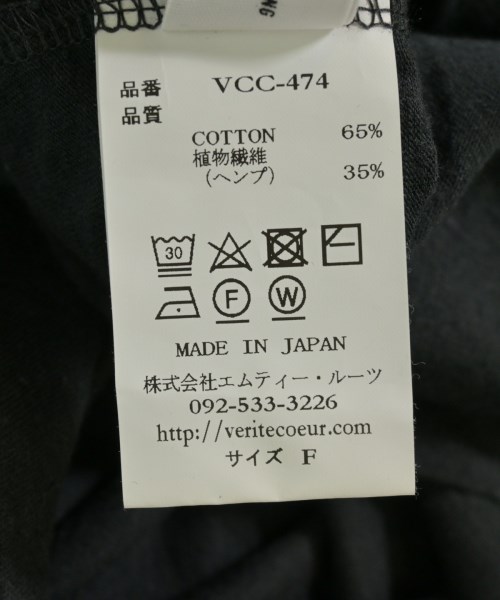 品番 VCC-474
品質
COTTON 65%
植物繊維
(ヘンプ) 35%
30
F W
MADE IN JAPAN
株式会社エムティー・ルーツ
092-533-3226
http://veritecoeur.com
サイズ F